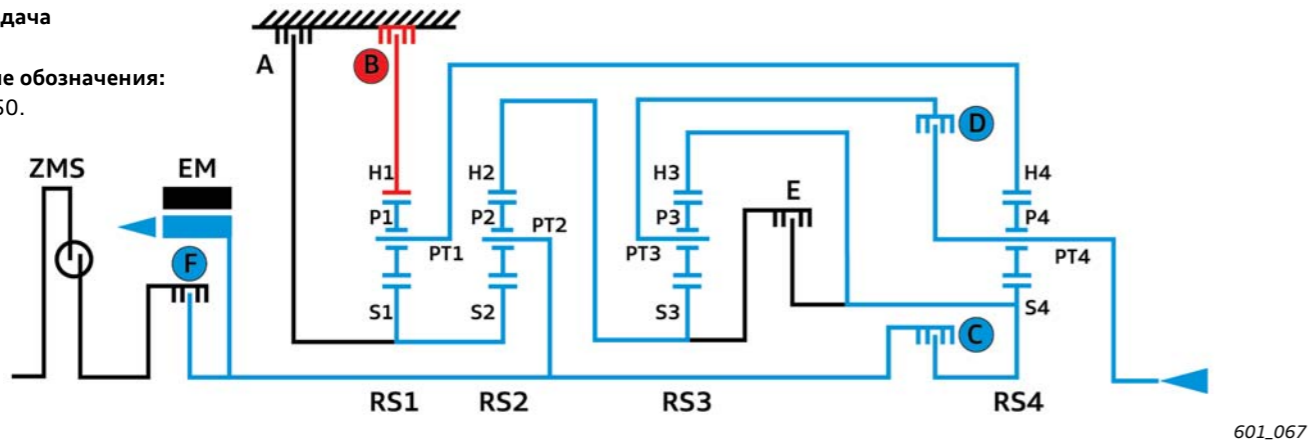 дача
е обозначения:
50.
A
B
D
ZMS
EM
H1
H2
H3
E
H4
P1
P2
PT2
P3
P4
F
PT1
PT3
PT4
S1
S2
S3
S4
C
RS1
RS2
RS3
RS4
601_067